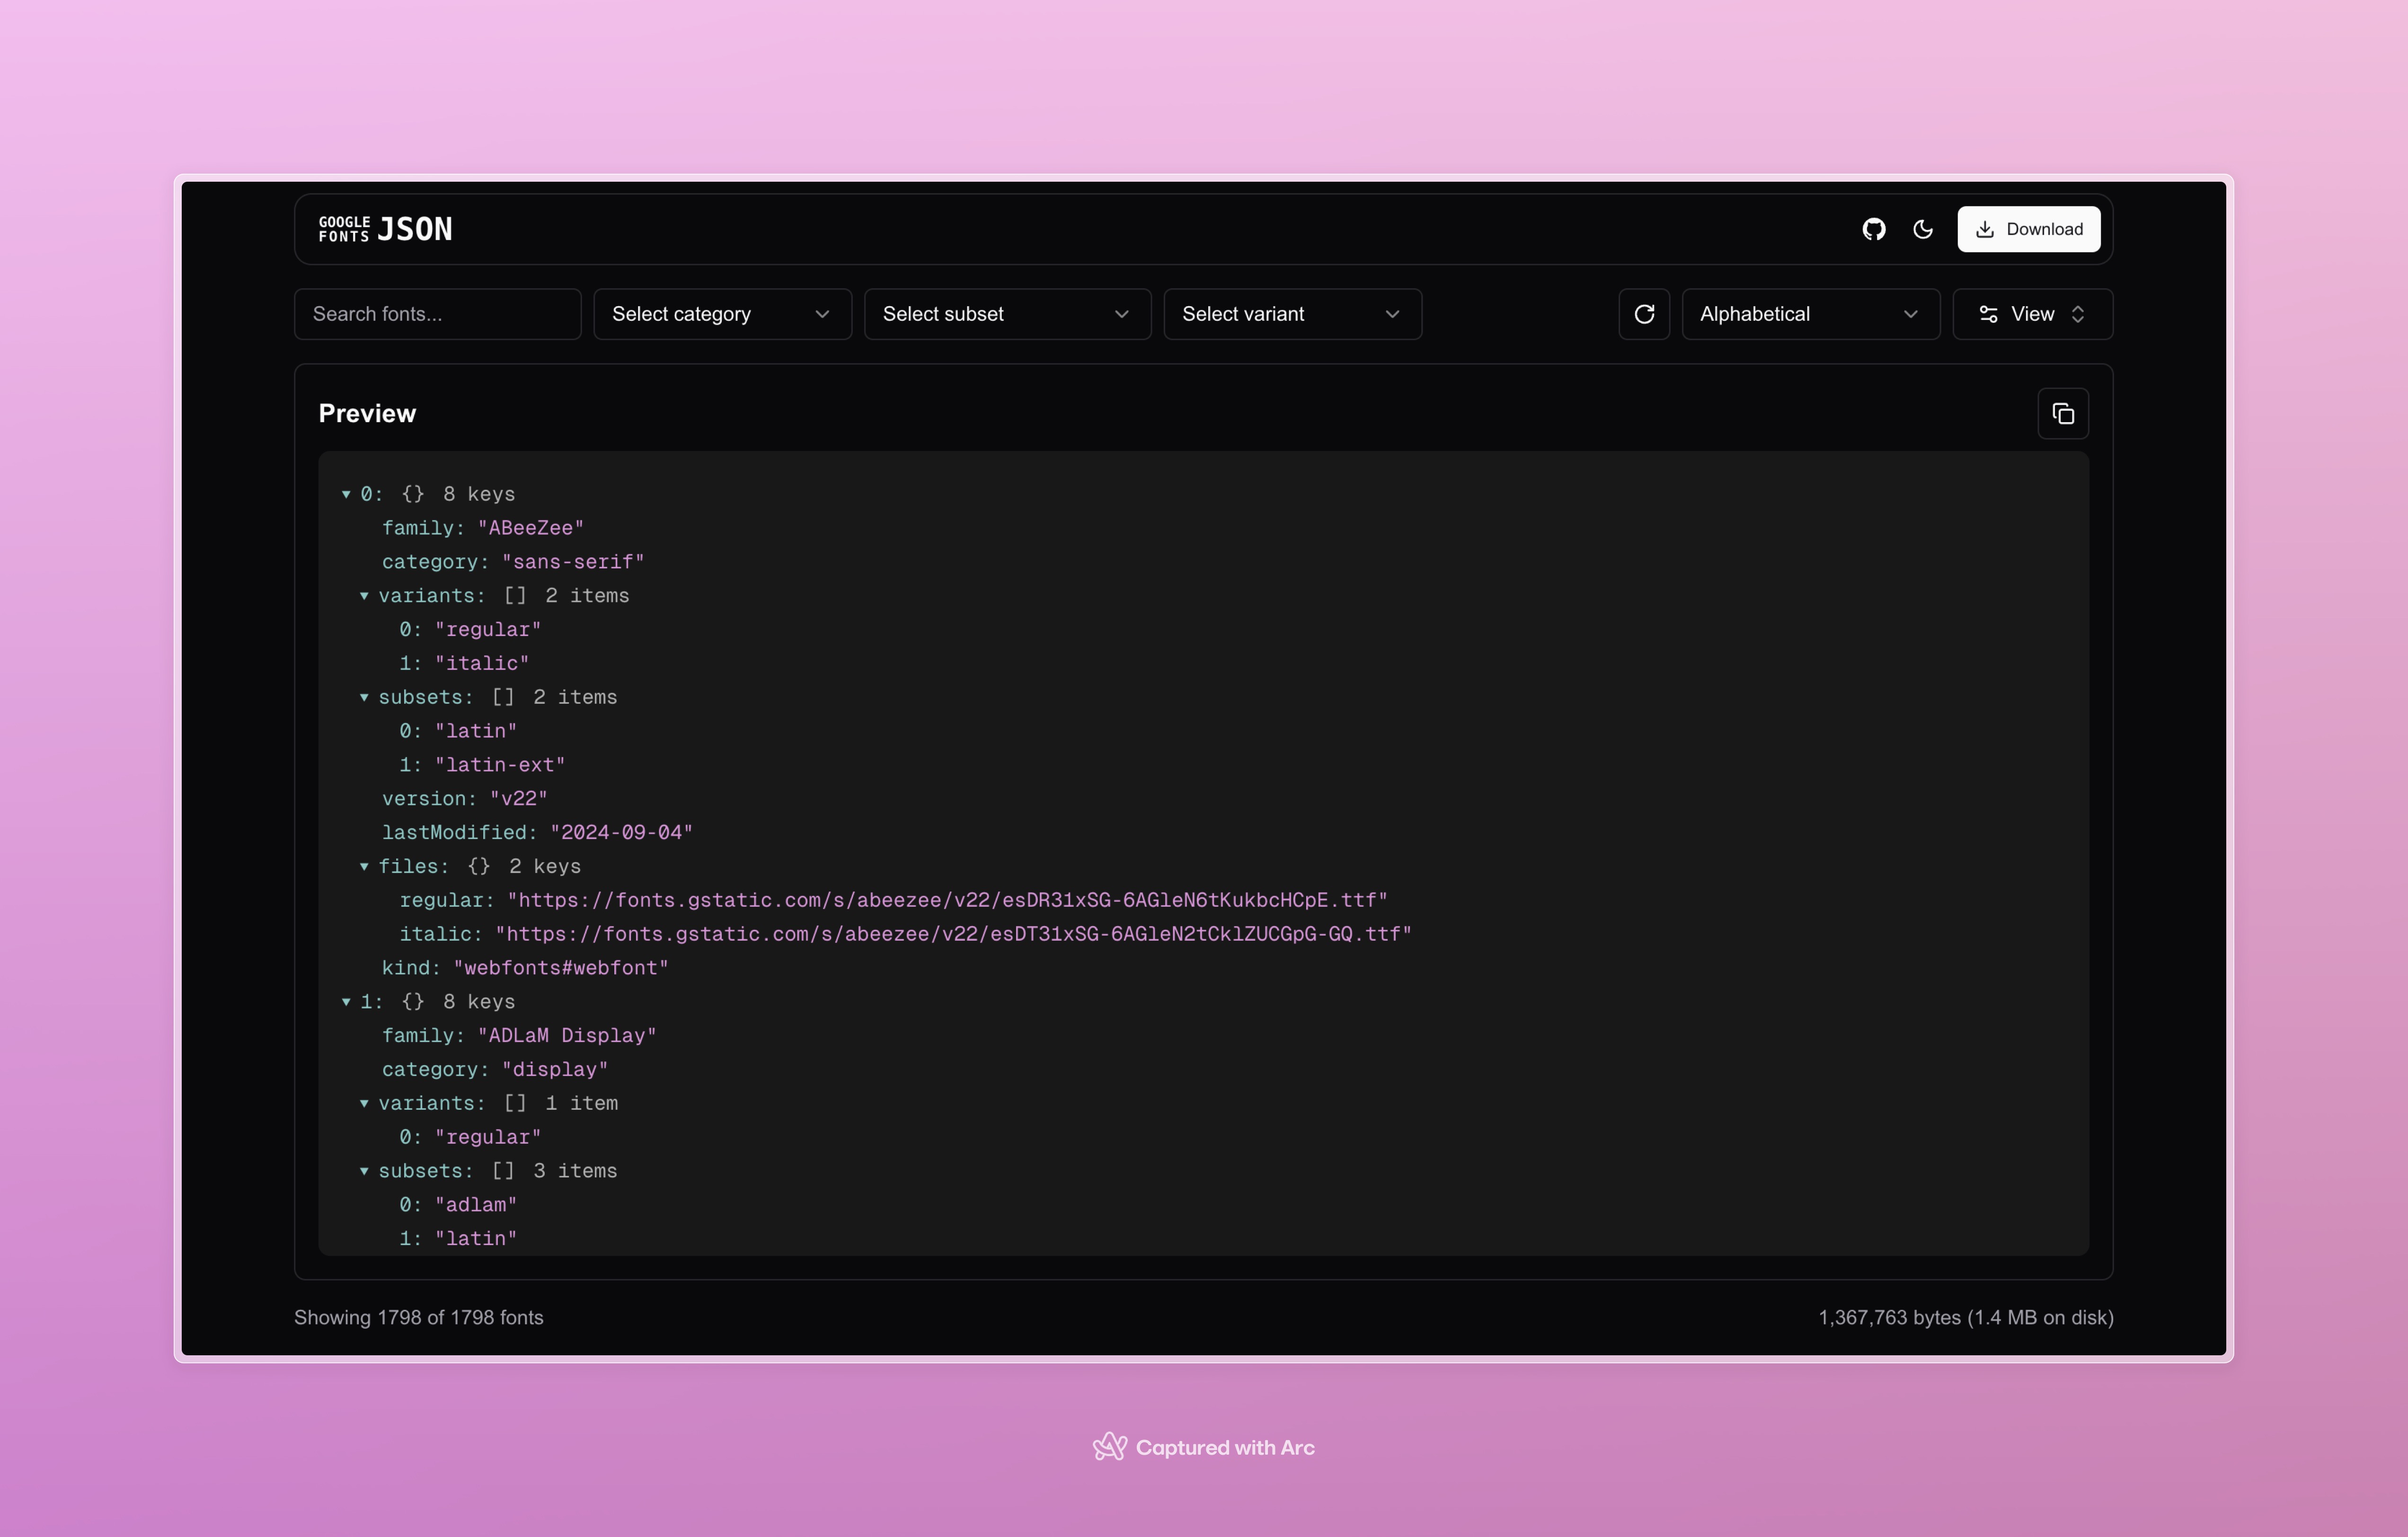 GOOGLE
FONTS JSON
Download
Search fonts...
Select category
Select subset
Select variant
Alphabetical
View
Preview
0: {} 8 keys
family: "ABeeZee"
category: "sans-serif"
variants: [] 2 items
0: "regular"
1: "italic"
subsets: [] 2 items
0: "latin"
1: "latin-ext"
version: "v22"
lastModified: "2024-09-04"
files: {} 2 keys
regular: "https://fonts.gstatic.com/s/abeezee/v22/esDR31xSG-6AGleN6tKukbcHCpE.ttf"
italic: "https://fonts.gstatic.com/s/abeezee/v22/esDT31xSG-6AGleN2tCklZUCGpG-GQ.ttf"
kind: "webfonts#webfont"
1: {} 8 keys
family: "ADLaM Display"
category: "display"
variants: [] 1 item
0: "regular"
subsets: [] 3 items
0: "adlam"
1: "latin"
Showing 1798 of 1798 fonts
1,367,763 bytes (1.4 MB on disk)
Captured with Arc